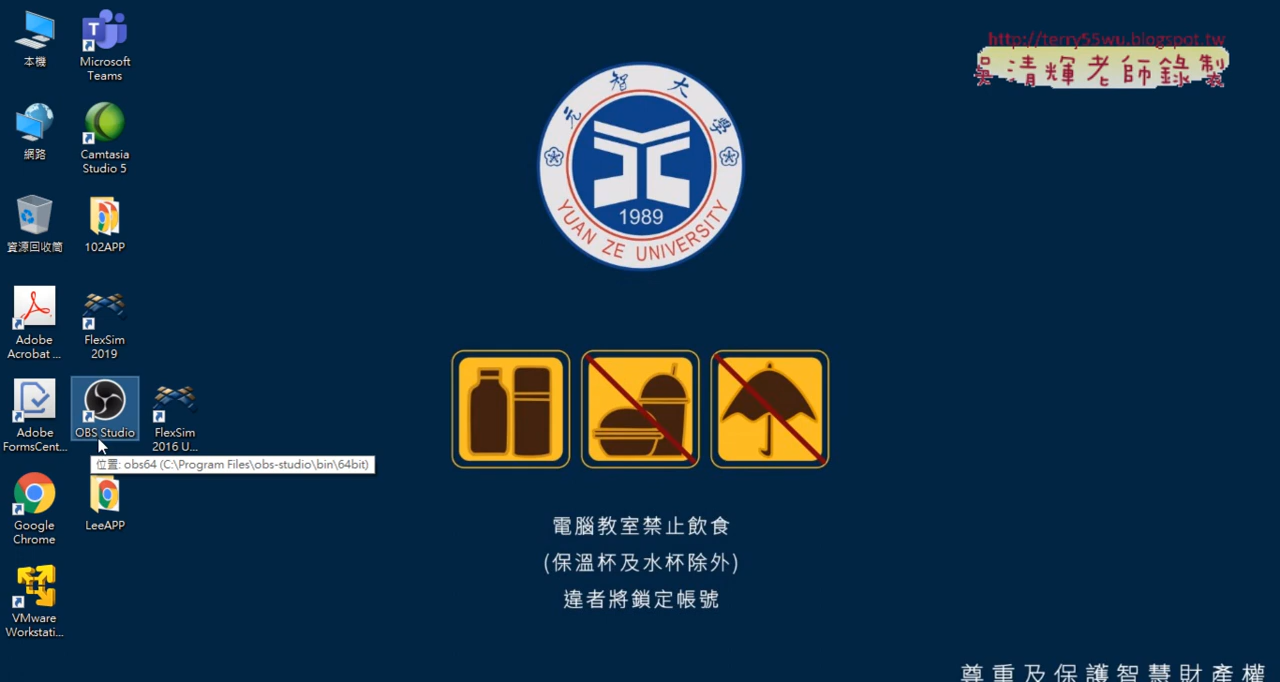 本機
Microsoft
Teams
http://terry55wu.blogspot.tw
吳清輝老師錄製
網路
Camtasia
Studio 5
資源回收筒
102APP
元智大學
1989
YUAN ZE UNIVERSITY
Adobe
Acrobat ...
FlexSim
2019
Adobe
FormsCent...
OBS Studio
FlexSim
2016 U...
位置: obs64 (C:\Program Files\obs-studio\bin\64bit)
Google
Chrome
LeeAPP
電腦教室禁止飲食
(保溫杯及水杯除外)
違者將鎖定帳號
VMware
Workstati...
尊重及保護智慧財產權